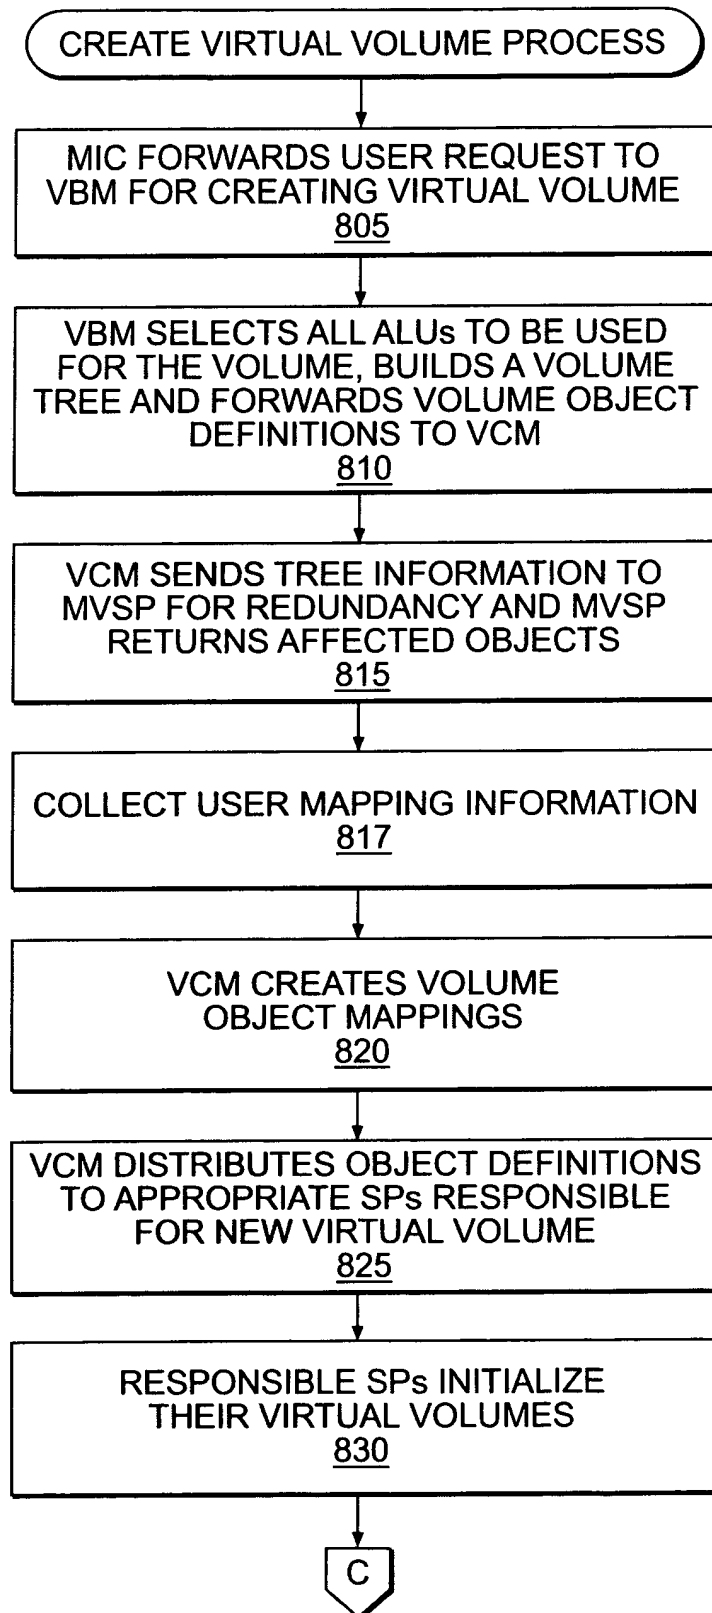 CREATE VIRTUAL VOLUME PROCESS
MIC FORWARDS USER REQUEST TO
VBM FOR CREATING VIRTUAL VOLUME
805
VBM SELECTS ALL ALUs TO BE USED
FOR THE VOLUME, BUILDS A VOLUME
TREE AND FORWARDS VOLUME OBJECT
DEFINITIONS TO VCM
810
VCM SENDS TREE INFORMATION TO
MVSP FOR REDUNDANCY AND MVSP
RETURNS AFFECTED OBJECTS
815
COLLECT USER MAPPING INFORMATION
817
VCM CREATES VOLUME
OBJECT MAPPINGS
820
VCM DISTRIBUTES OBJECT DEFINITIONS
TO APPROPRIATE SPs RESPONSIBLE
FOR NEW VIRTUAL VOLUME
825
RESPONSIBLE SPs INITIALIZE
THEIR VIRTUAL VOLUMES
830
C